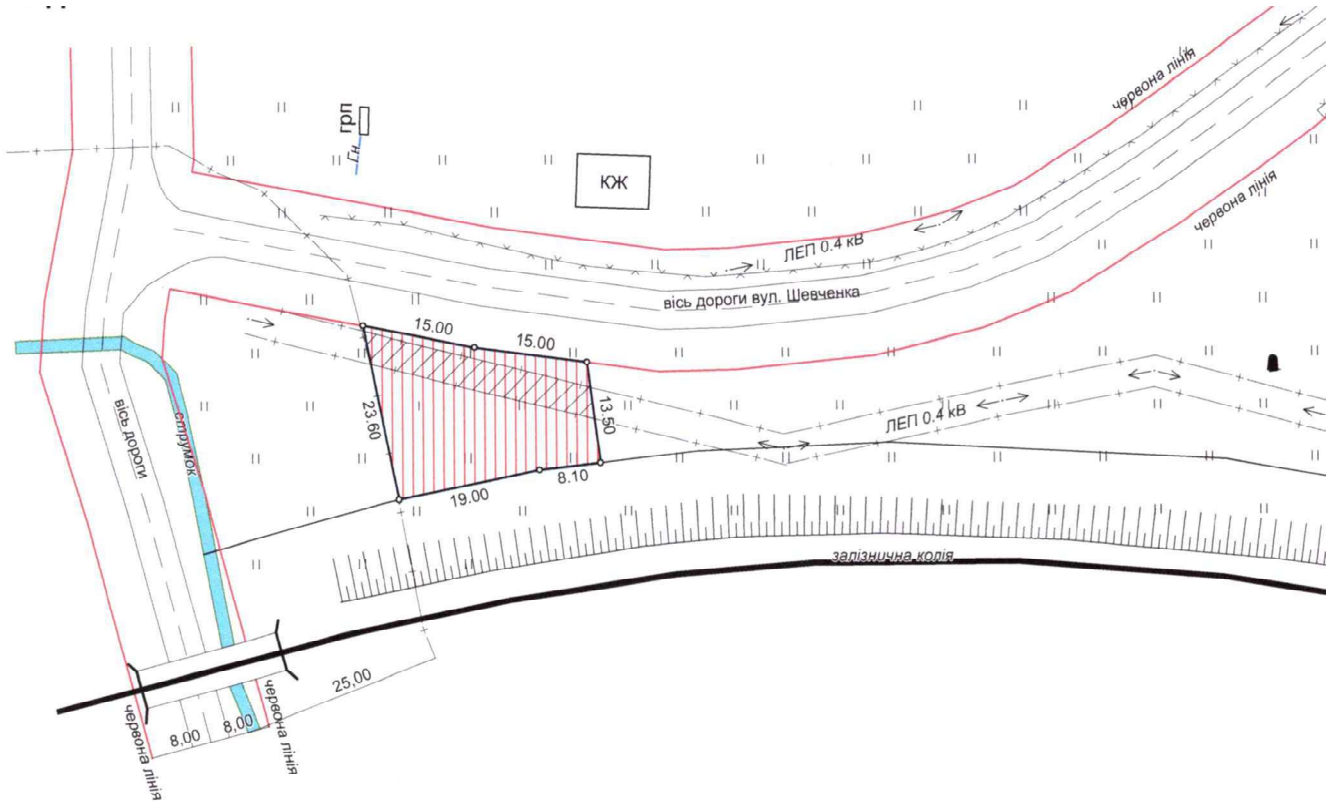 червона лінія
грп
Гн
КЖ
червона лінія
ЛЕП 0.4 кВ
вісь дороги вул. Шевченка
15.00
15.00
23.60
13.50
вісь дороги
струмок
ЛЕП 0.4 кВ
8.10
19.00
залізнична колія
25,00
8,00
8,00
червона лінія
червона лінія